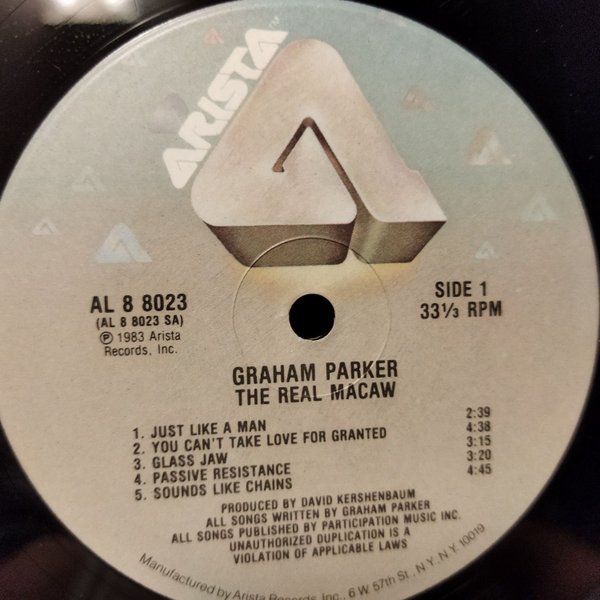 ARISTA
AL 8 8023
(AL 8 8023 SA)
℗ 1983 Arista
Records, Inc.
SIDE 1
33⅓ RPM
GRAHAM PARKER
THE REAL MACAW
1. JUST LIKE A MAN 2:39
2. YOU CAN'T TAKE LOVE FOR GRANTED 4:38
3. GLASS JAW 3:15
4. PASSIVE RESISTANCE 3:20
5. SOUNDS LIKE CHAINS 4:45
PRODUCED BY DAVID KERSHENBAUM
ALL SONGS WRITTEN BY GRAHAM PARKER
ALL SONGS PUBLISHED BY PARTICIPATION MUSIC INC.
UNAUTHORIZED DUPLICATION IS A
VIOLATION OF APPLICABLE LAWS
Manufactured by Arista Records, Inc., 6 W 57th St., N.Y., N.Y. 10019